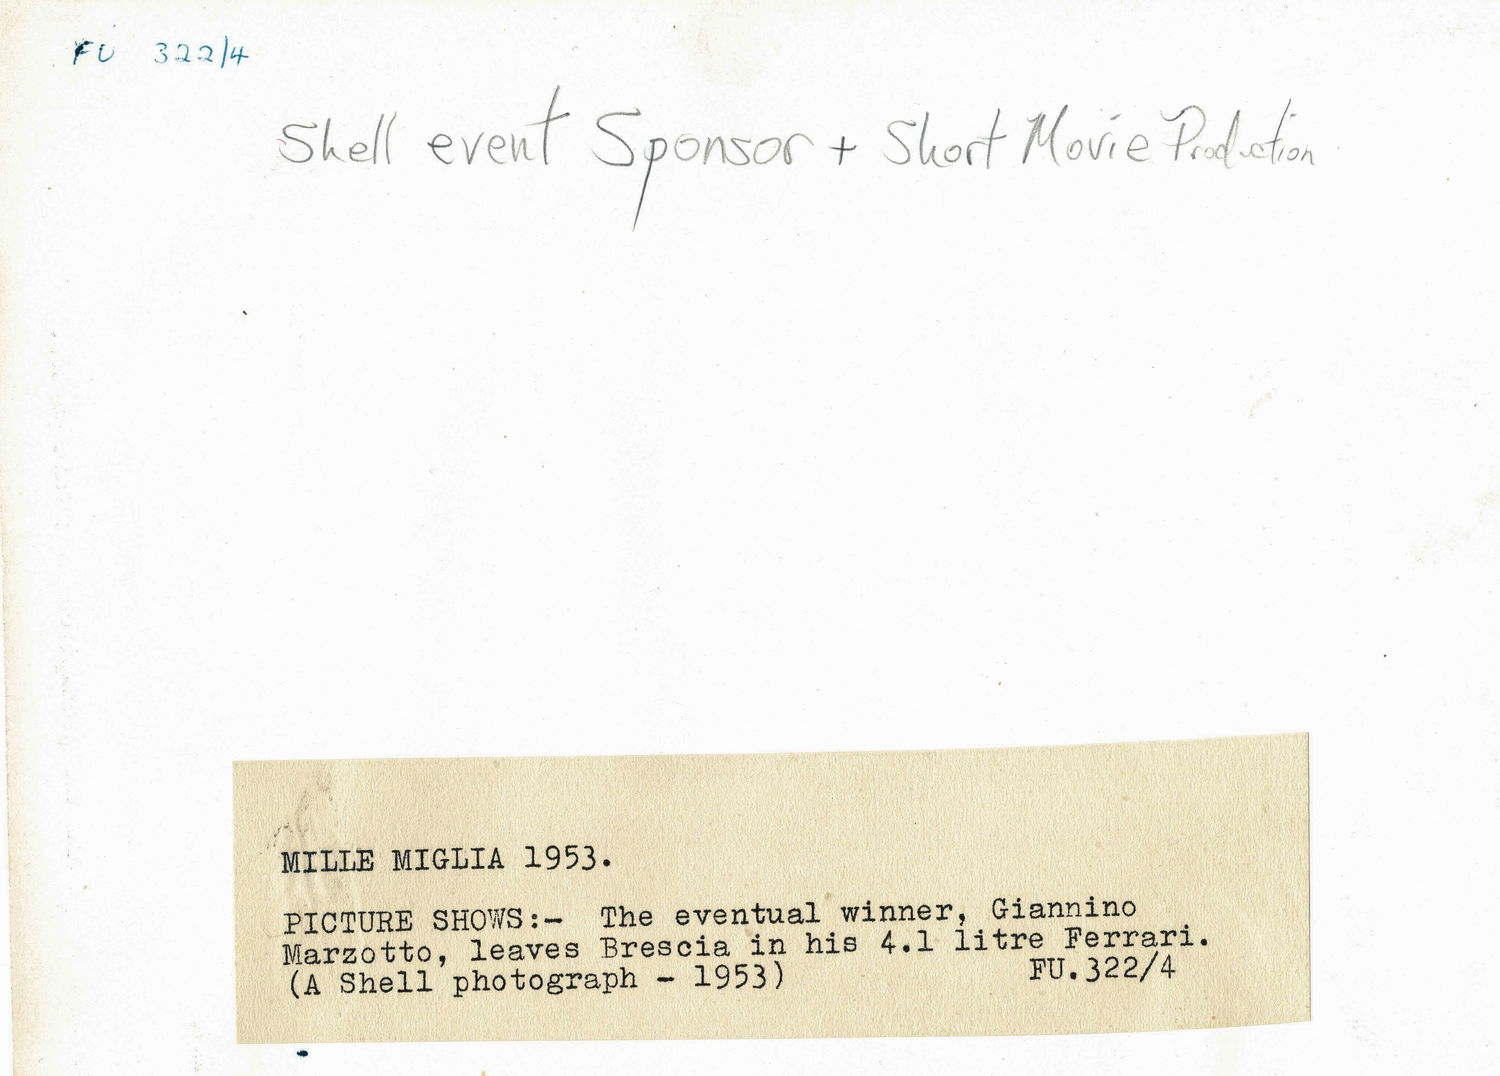 FU 322/4
Shell event Sponsor + Short Movie Production
MILLE MIGLIA 1953.
PICTURE SHOWS:- The eventual winner, Giannino
Marzotto, leaves Brescia in his 4.1 litre Ferrari.
(A Shell photograph - 1953) FU.322/4